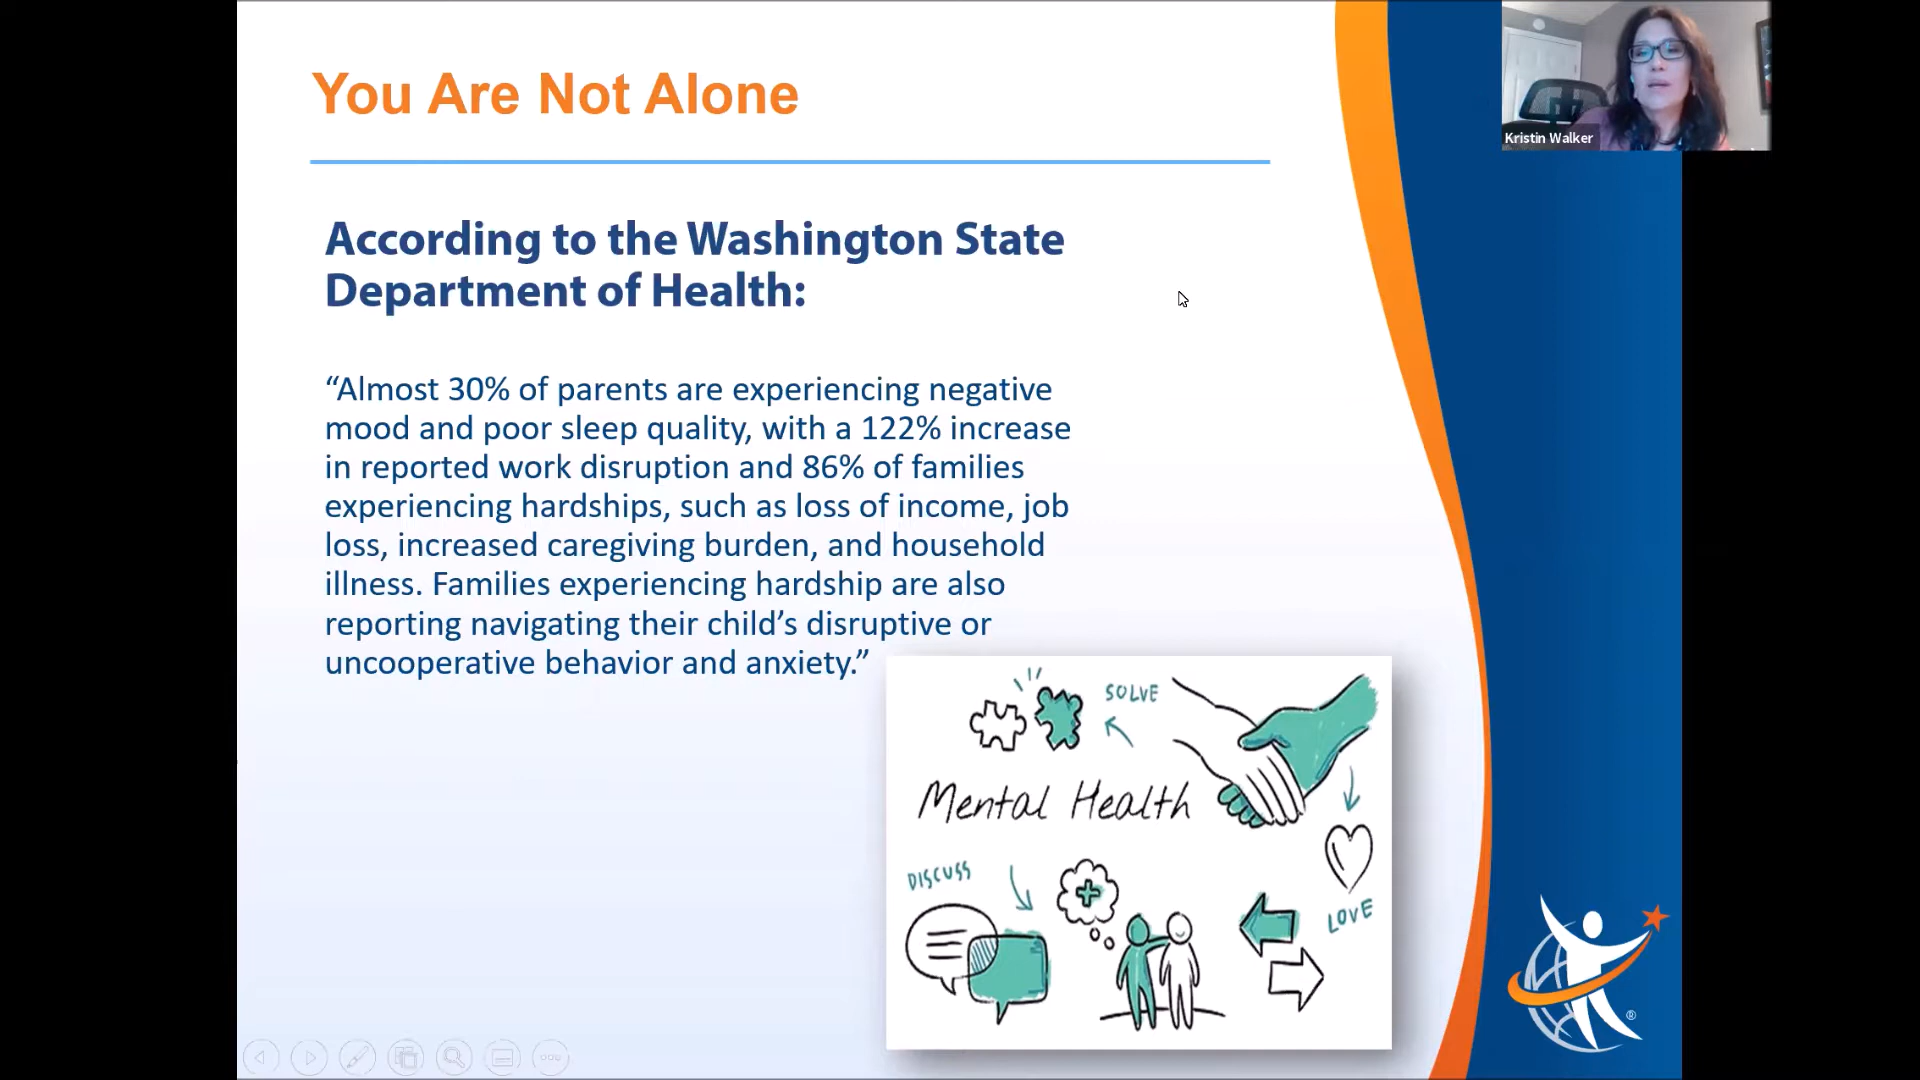 You Are Not Alone
Kristin Walker
According to the Washington State
Department of Health:
“Almost 30% of parents are experiencing negative
mood and poor sleep quality, with a 122% increase
in reported work disruption and 86% of families
experiencing hardships, such as loss of income, job
loss, increased caregiving burden, and household
illness. Families experiencing hardship are also
reporting navigating their child’s disruptive or
uncooperative behavior and anxiety.”
SOLVE
Mental Health
DISCUSS
LOVE
®